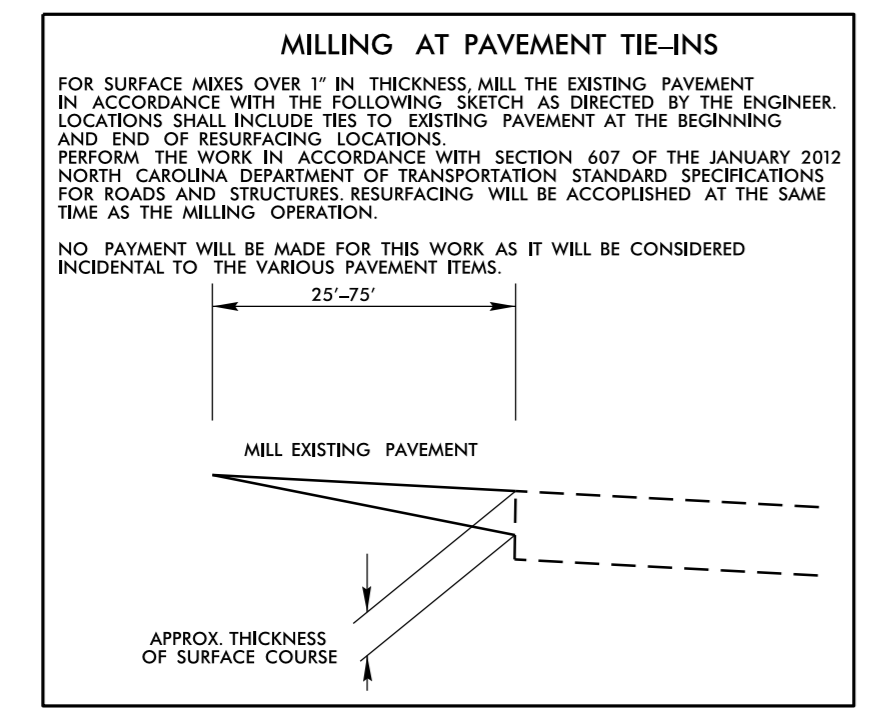 MILLING AT PAVEMENT TIE–INS
FOR SURFACE MIXES OVER 1" IN THICKNESS, MILL THE EXISTING PAVEMENT
IN ACCORDANCE WITH THE FOLLOWING SKETCH AS DIRECTED BY THE ENGINEER.
LOCATIONS SHALL INCLUDE TIES TO EXISTING PAVEMENT AT THE BEGINNING
AND END OF RESURFACING LOCATIONS.
PERFORM THE WORK IN ACCORDANCE WITH SECTION 607 OF THE JANUARY 2012
NORTH CAROLINA DEPARTMENT OF TRANSPORTATION STANDARD SPECIFICATIONS
FOR ROADS AND STRUCTURES. RESURFACING WILL BE ACCOPLISHED AT THE SAME
TIME AS THE MILLING OPERATION.
NO PAYMENT WILL BE MADE FOR THIS WORK AS IT WILL BE CONSIDERED
INCIDENTAL TO THE VARIOUS PAVEMENT ITEMS.
25'–75'
MILL EXISTING PAVEMENT
APPROX. THICKNESS
OF SURFACE COURSE